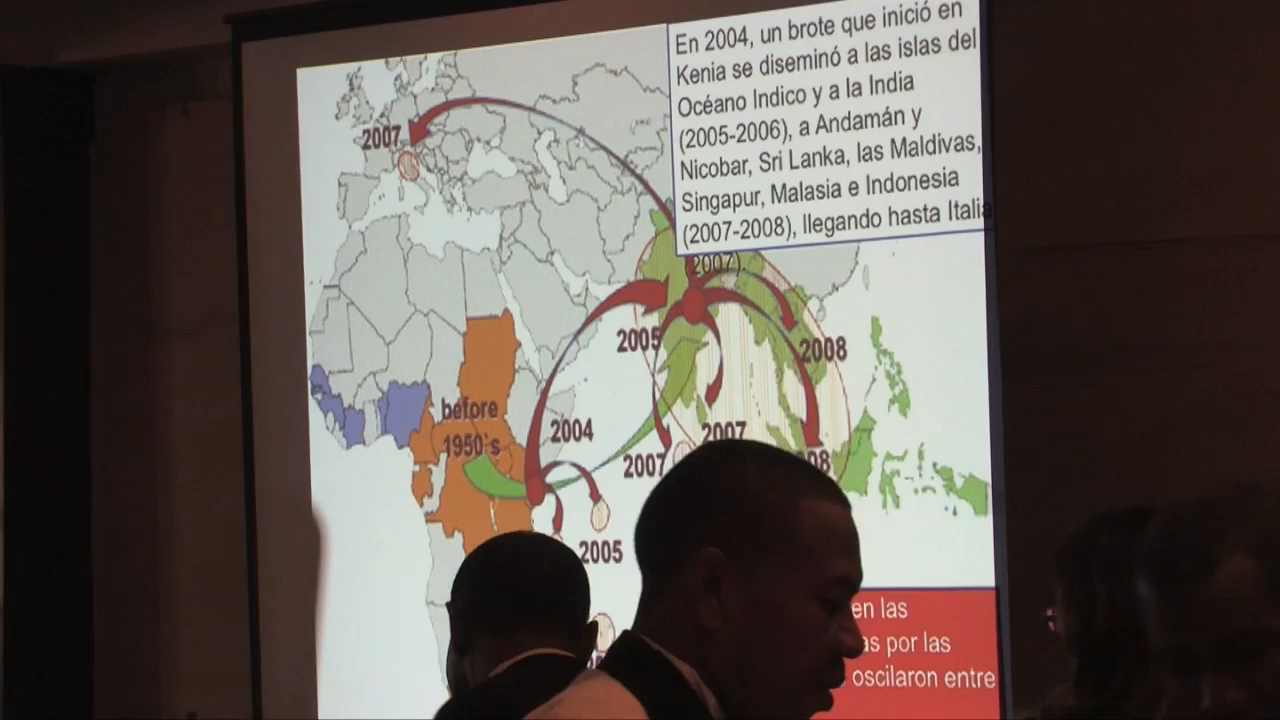 En 2004, un brote que inició en
Kenia se diseminó a las islas del
Océano Indico y a la India
(2005-2006), a Andamán y
Nicobar, Sri Lanka, las Maldivas,
Singapur, Malasia e Indonesia
(2007-2008), llegando hasta Italia
2007).
2007
2005
2008
before
1950's
2004
2007
2007
08
2005
en las
as por las
oscilaron entre